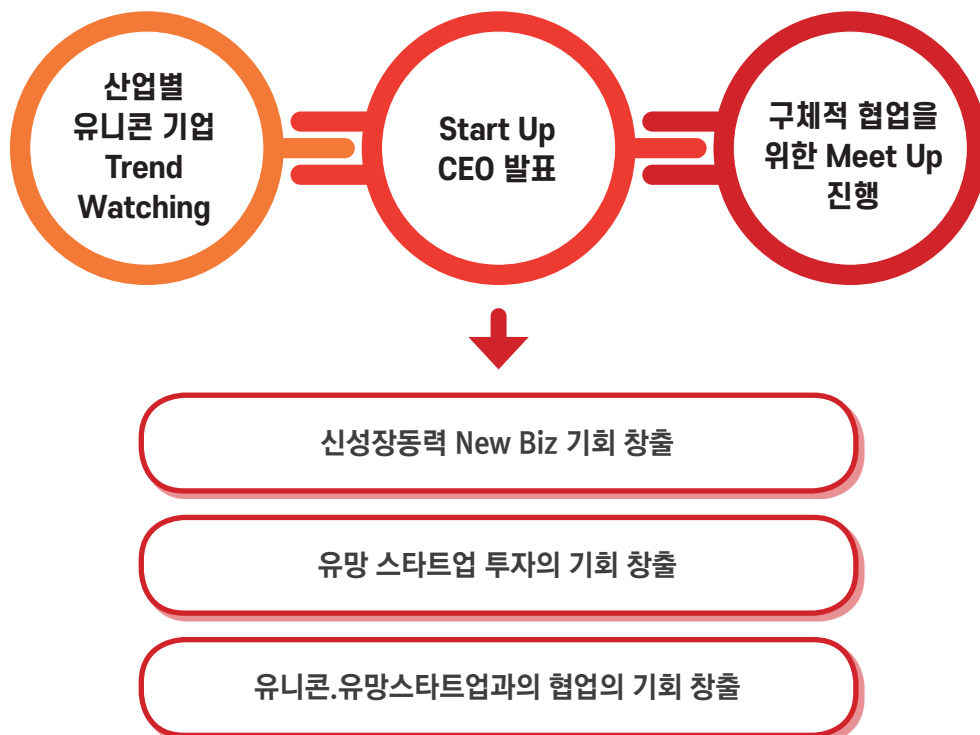 산업별
유니콘 기업
Trend
Watching
Start Up
CEO 발표
구체적 협업을
위한 Meet Up
진행
신성장동력 New Biz 기회 창출
유망 스타트업 투자의 기회 창출
유니콘.유망스타트업과의 협업의 기회 창출